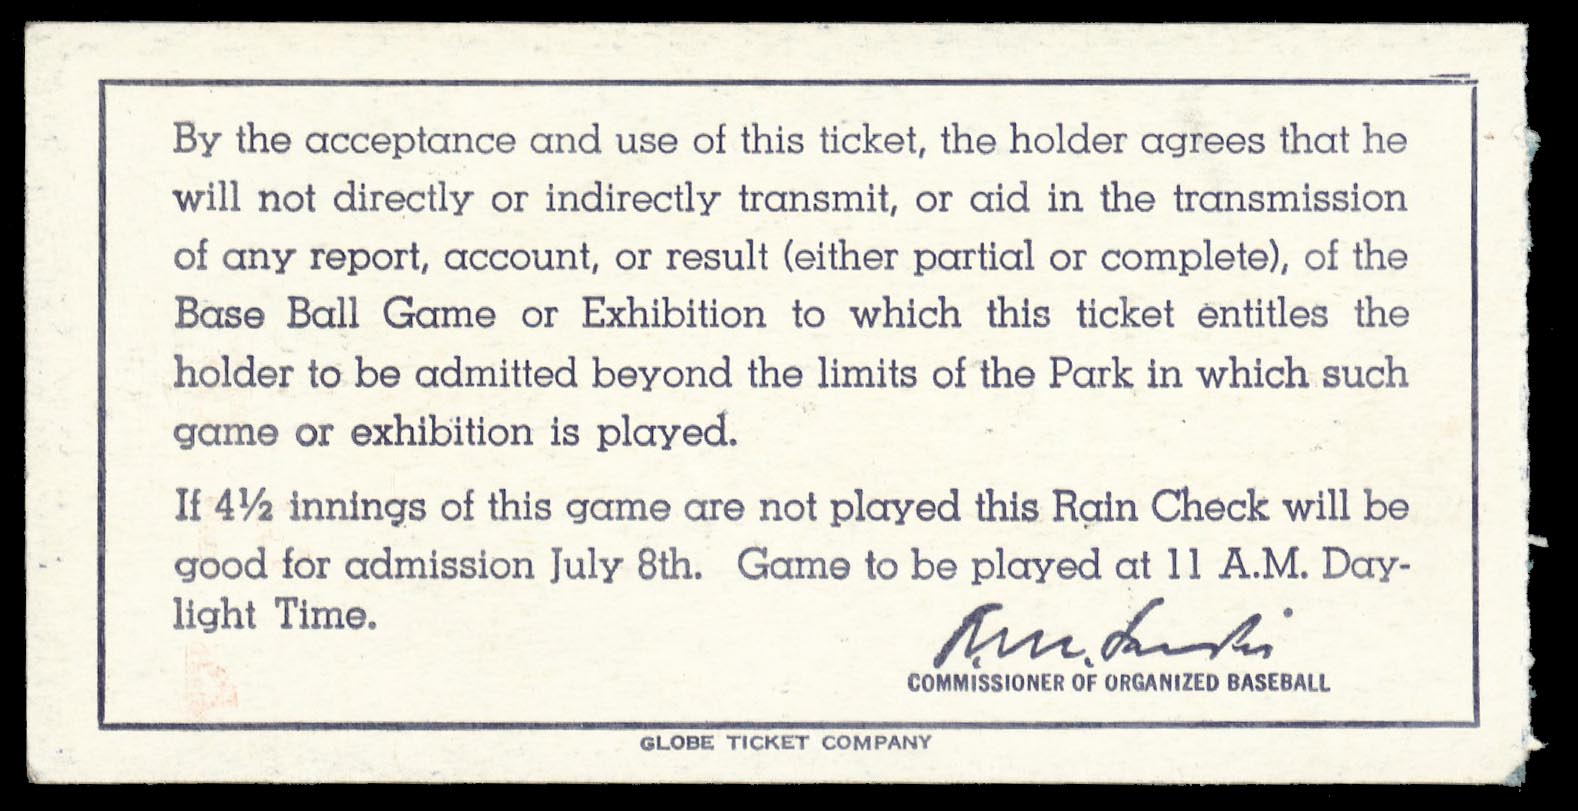 By the acceptance and use of this ticket, the holder agrees that he
will not directly or indirectly transmit, or aid in the transmission
of any report, account, or result (either partial or complete), of the
Base Ball Game or Exhibition to which this ticket entitles the
holder to be admitted beyond the limits of the Park in which such
game or exhibition is played.
If 4½ innings of this game are not played this Rain Check will be
good for admission July 8th. Game to be played at 11 A.M. Day-
light Time.
K.M. Landis
COMMISSIONER OF ORGANIZED BASEBALL
GLOBE TICKET COMPANY